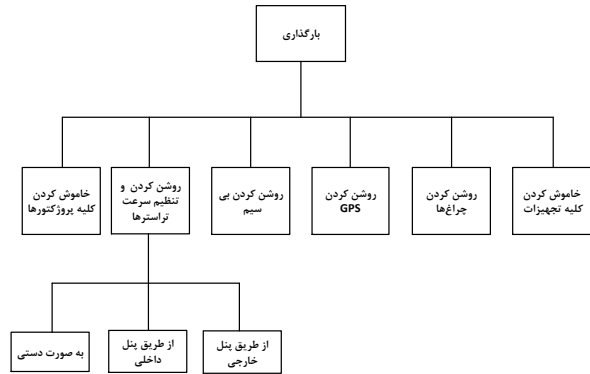 بارگذاری
خاموش کردن
کلیه تجهیزات
روشن کردن
چراغ‌ها
روشن کردن
GPS
روشن کردن بی
سیم
روشن کردن و
تنظیم سرعت
تراسترها
خاموش کردن
کلیه پروژکتورها
از طریق پنل
خارجی
از طریق پنل
داخلی
به صورت دستی